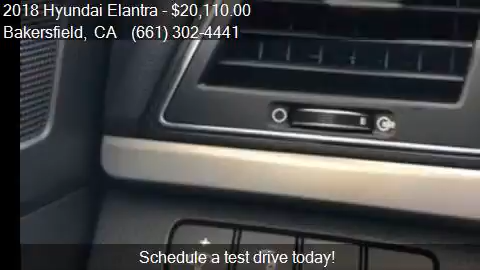 2018 Hyundai Elantra - $20,110.00
Bakersfield, CA (661) 302-4441
Schedule a test drive today!